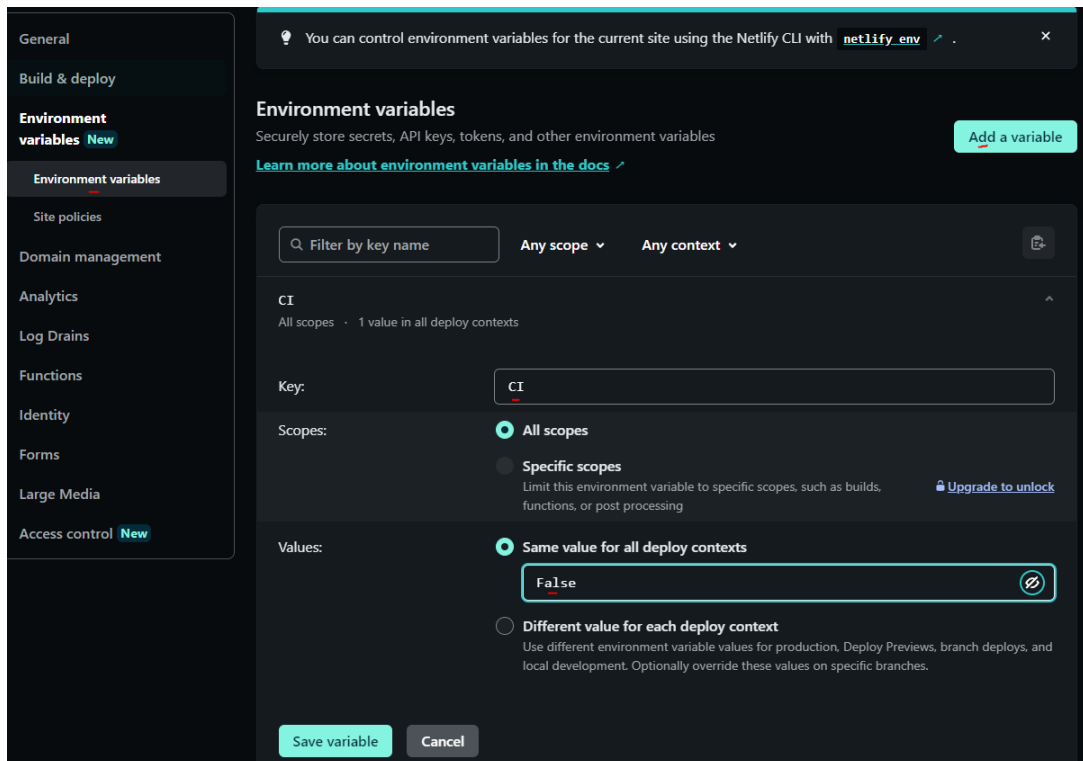 General
Build & deploy
Environment
variables New
Environment variables
Site policies
Domain management
Analytics
Log Drains
Functions
Identity
Forms
Large Media
Access control New
You can control environment variables for the current site using the Netlify CLI with netlify env .
Environment variables
Securely store secrets, API keys, tokens, and other environment variables
Add a variable
Learn more about environment variables in the docs
Filter by key name
Any scope
Any context
CI
All scopes · 1 value in all deploy contexts
Key:
CI
Scopes:
All scopes
Specific scopes
Limit this environment variable to specific scopes, such as builds,
functions, or post processing
Upgrade to unlock
Values:
Same value for all deploy contexts
False
Different value for each deploy context
Use different environment variable values for production, Deploy Previews, branch deploys, and
local development. Optionally override these values on specific branches.
Save variable
Cancel